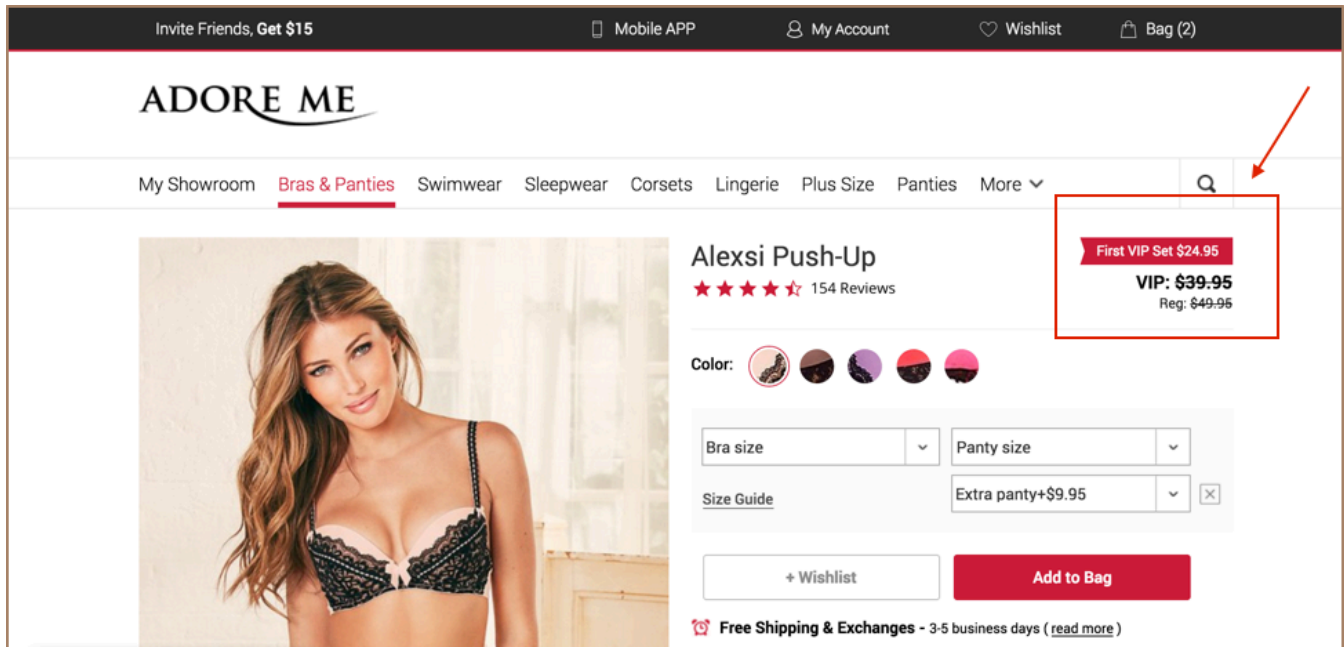 Invite Friends, Get $15
Mobile APP
My Account
Wishlist
Bag (2)
ADORE ME
My Showroom
Bras & Panties
Swimwear
Sleepwear
Corsets
Lingerie
Plus Size
Panties
More
Alexsi Push-Up
First VIP Set $24.95
154 Reviews
VIP: $39.95
Reg: $49.95
Color:
Bra size
Panty size
Size Guide
Extra panty+$9.95
+ Wishlist
Add to Bag
Free Shipping & Exchanges - 3-5 business days ( read more )